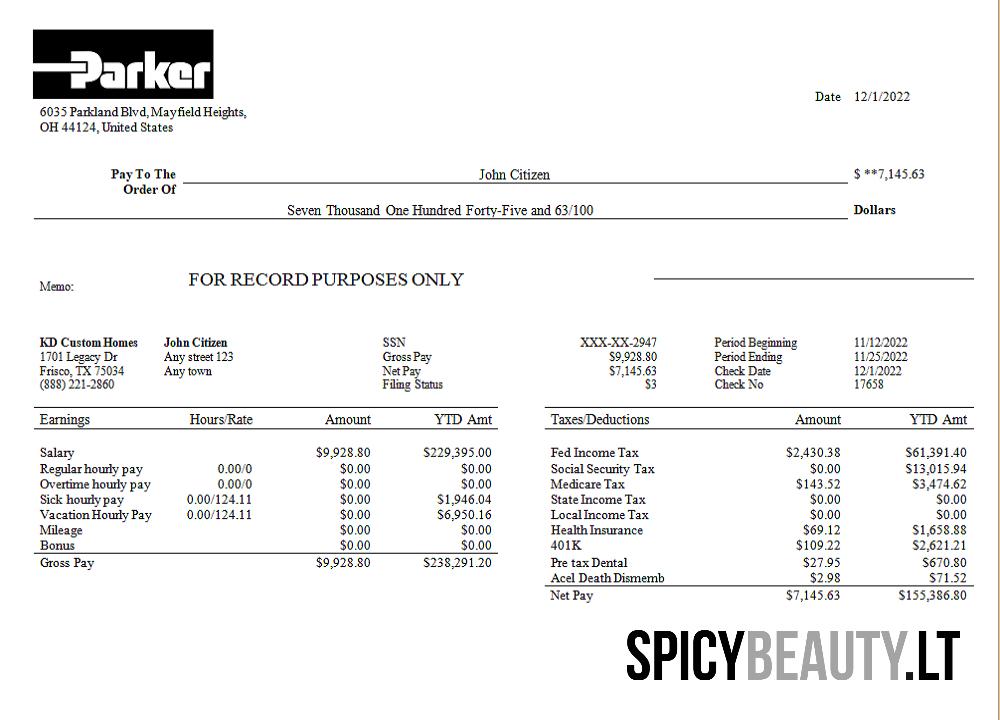 Parker
6035 Parkland Blvd, Mayfield Heights,
OH 44124, United States
Date 12/1/2022
Pay To The John Citizen $ **7,145.63
Order Of
Seven Thousand One Hundred Forty-Five and 63/100 Dollars
Memo: FOR RECORD PURPOSES ONLY
KD Custom Homes John Citizen SSN XXX-XX-2947 Period Beginning 11/12/2022
1701 Legacy Dr Any street 123 Gross Pay $9,928.80 Period Ending 11/25/2022
Frisco, TX 75034 Any town Net Pay $7,145.63 Check Date 12/1/2022
(888) 221-2860 Filing Status $3 Check No 17658
Earnings Hours/Rate Amount YTD Amt
Salary $9,928.80 $229,395.00
Regular hourly pay 0.00/0 $0.00 $0.00
Overtime hourly pay 0.00/0 $0.00 $0.00
Sick hourly pay 0.00/124.11 $0.00 $1,946.04
Vacation Hourly Pay 0.00/124.11 $0.00 $6,950.16
Mileage $0.00 $0.00
Bonus $0.00 $0.00
Gross Pay $9,928.80 $238,291.20
Taxes/Deductions Amount YTD Amt
Fed Income Tax $2,430.38 $61,391.40
Social Security Tax $0.00 $13,015.94
Medicare Tax $143.52 $3,474.62
State Income Tax $0.00 $0.00
Local Income Tax $0.00 $0.00
Health Insurance $69.12 $1,658.88
401K $109.22 $2,621.21
Pre tax Dental $27.95 $670.80
Acel Death Dismemb $2.98 $71.52
Net Pay $7,145.63 $155,386.80
SPICYBEAUTY.LT